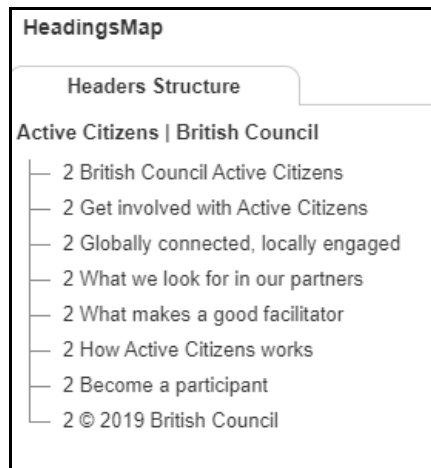 HeadingsMap
Headers Structure
Active Citizens | British Council
2 British Council Active Citizens
2 Get involved with Active Citizens
2 Globally connected, locally engaged
2 What we look for in our partners
2 What makes a good facilitator
2 How Active Citizens works
2 Become a participant
2 © 2019 British Council